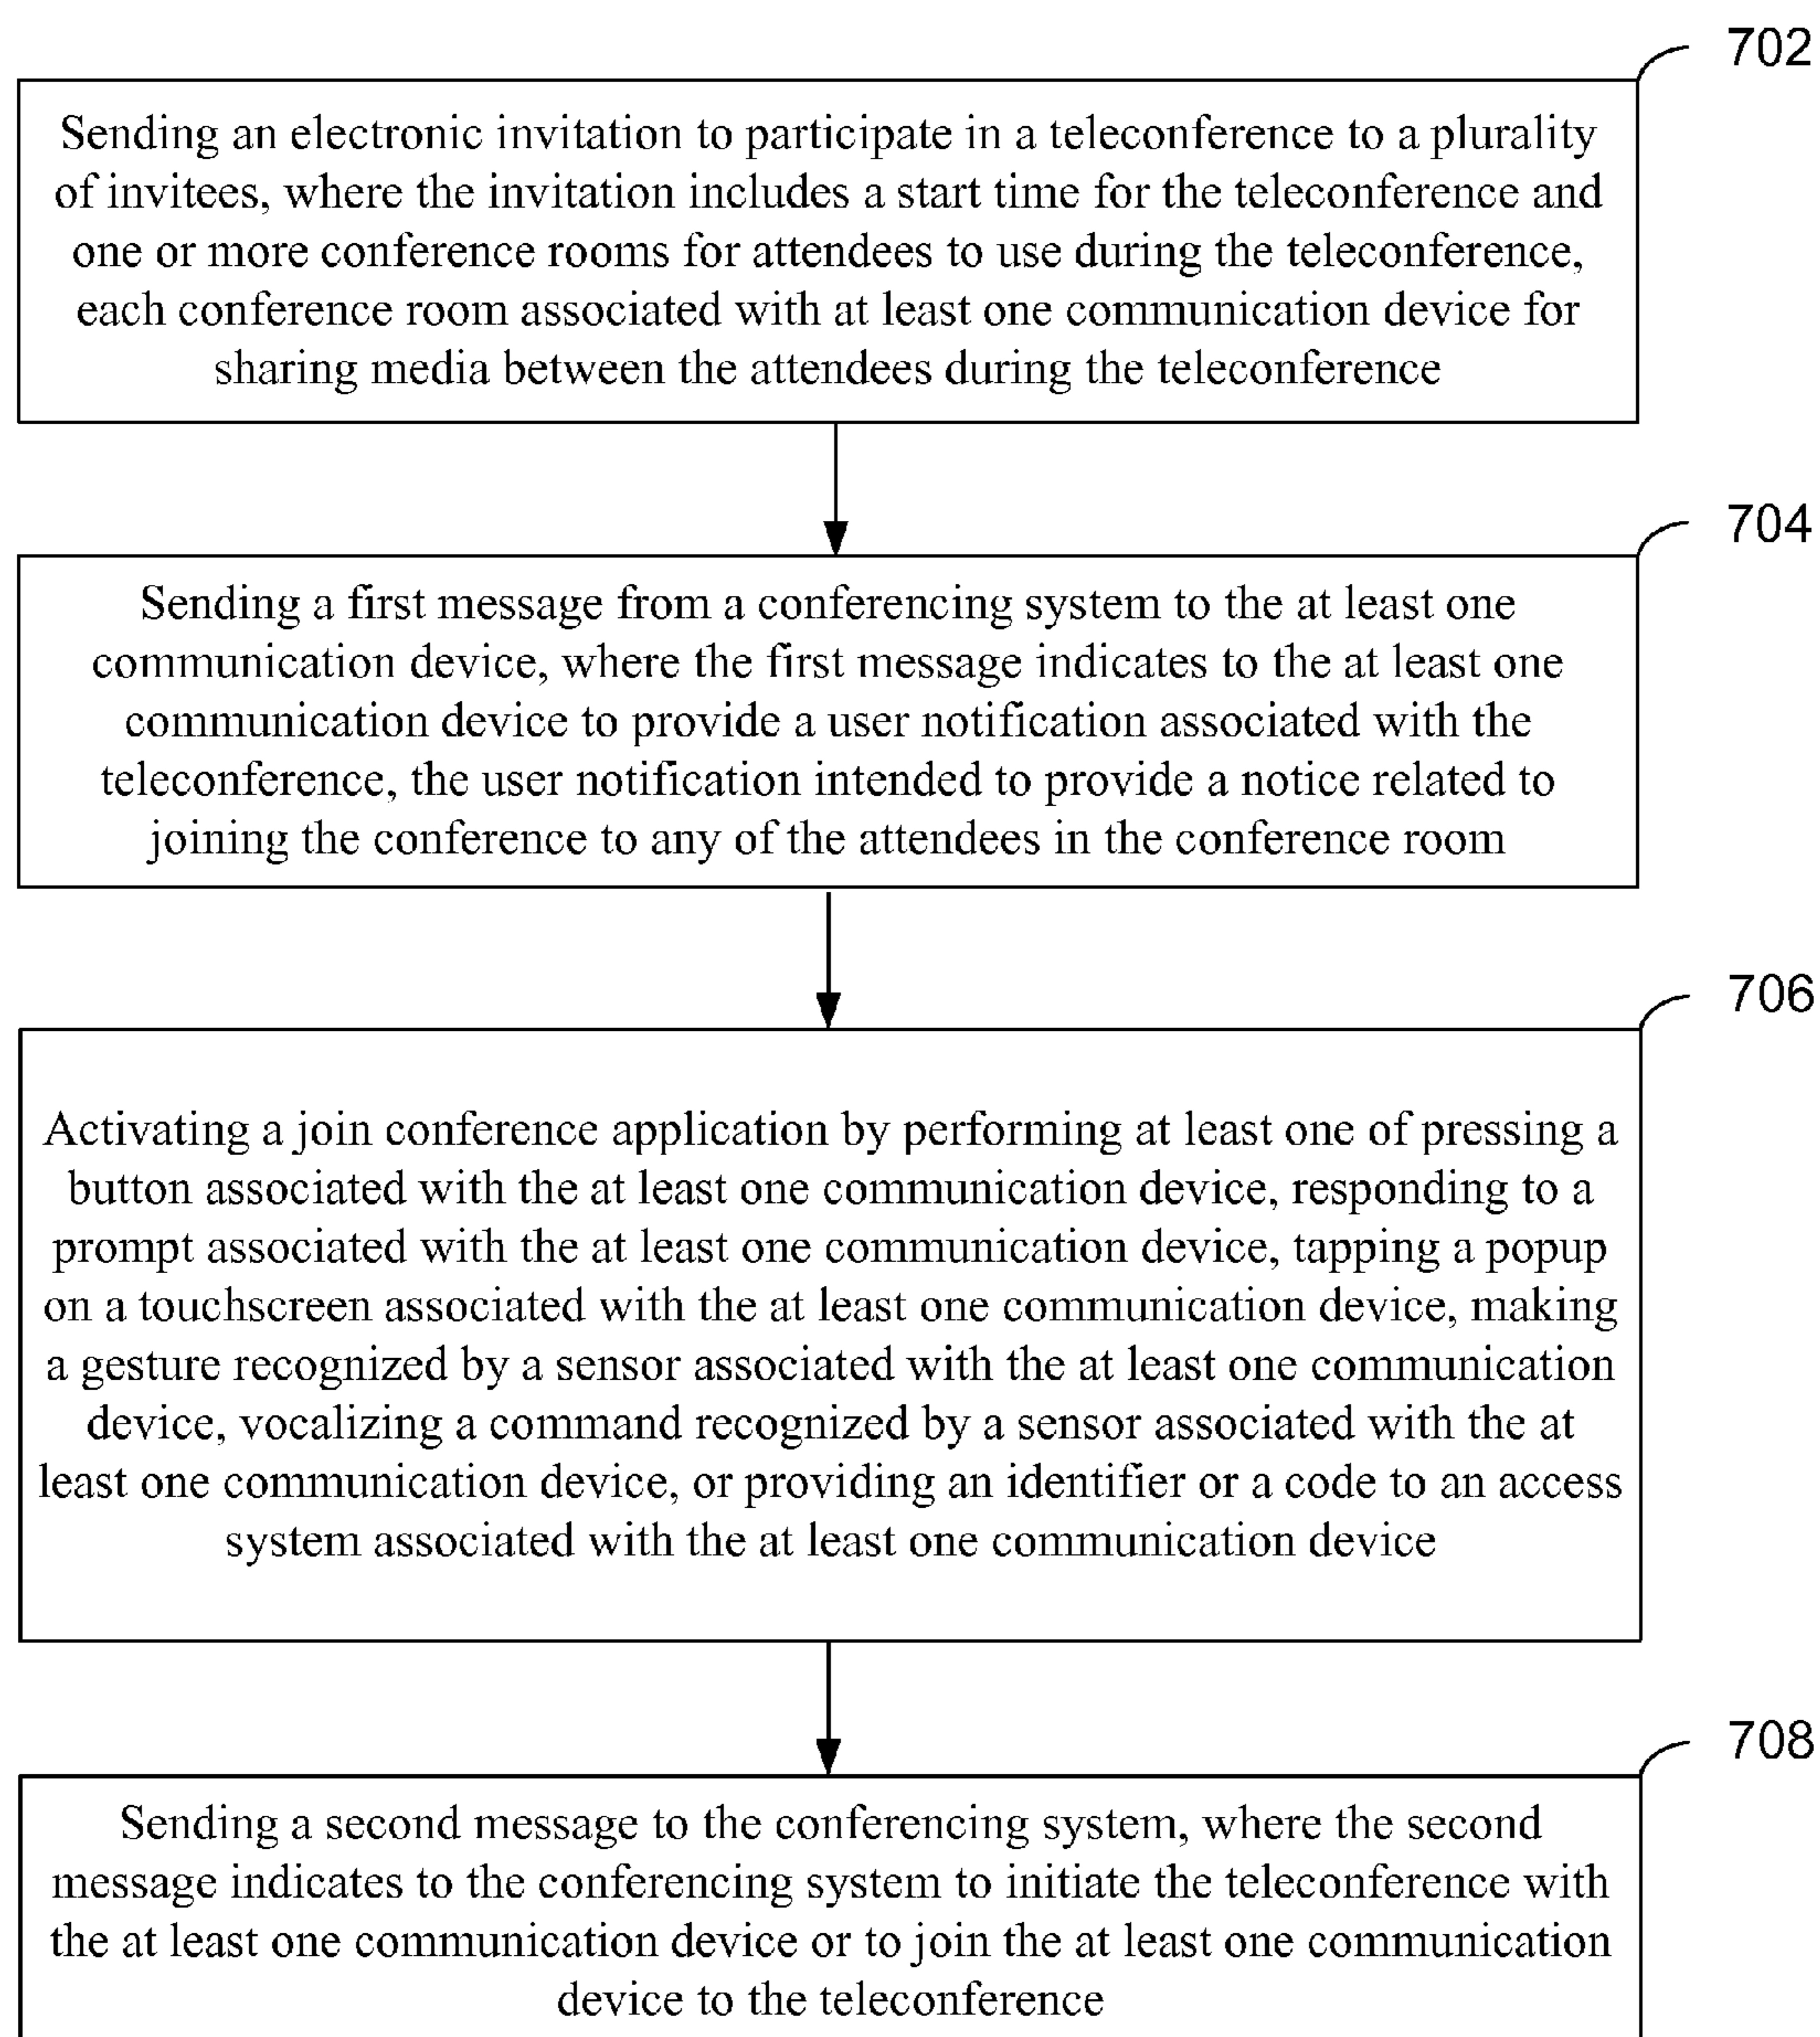 702
Sending an electronic invitation to participate in a teleconference to a plurality
of invitees, where the invitation includes a start time for the teleconference and
one or more conference rooms for attendees to use during the teleconference,
each conference room associated with at least one communication device for
sharing media between the attendees during the teleconference
704
Sending a first message from a conferencing system to the at least one
communication device, where the first message indicates to the at least one
communication device to provide a user notification associated with the
teleconference, the user notification intended to provide a notice related to
joining the conference to any of the attendees in the conference room
706
Activating a join conference application by performing at least one of pressing a
button associated with the at least one communication device, responding to a
prompt associated with the at least one communication device, tapping a popup
on a touchscreen associated with the at least one communication device, making
a gesture recognized by a sensor associated with the at least one communication
device, vocalizing a command recognized by a sensor associated with the at
least one communication device, or providing an identifier or a code to an access
system associated with the at least one communication device
708
Sending a second message to the conferencing system, where the second
message indicates to the conferencing system to initiate the teleconference with
the at least one communication device or to join the at least one communication
device to the teleconference